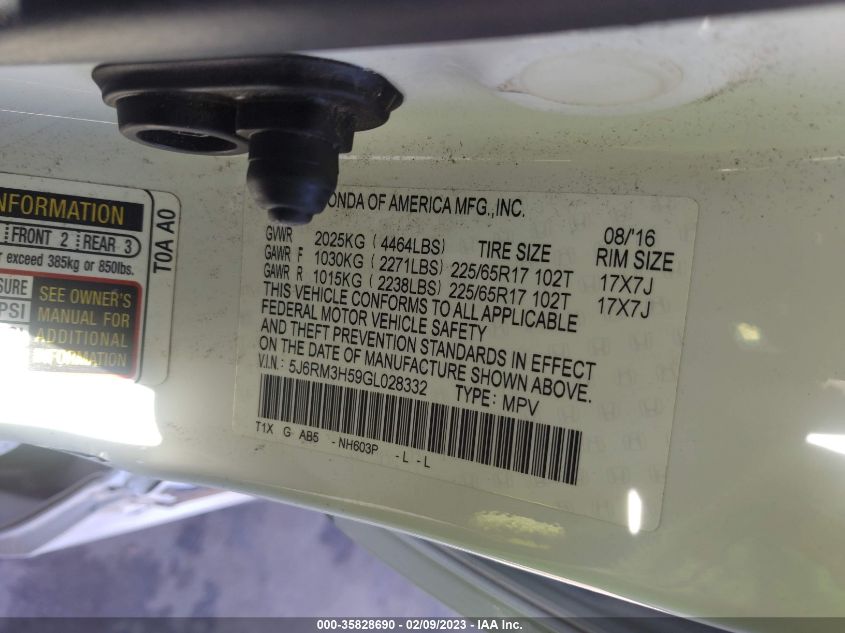 NFORMATION
FRONT 2 REAR 3
r exceed 385kg or 850lbs.
SURE
PSI
SEE OWNER'S
MANUAL FOR
ADDITIONAL
INFORMATION
T0A A0
ONDA OF AMERICA MFG.,INC. 08/'16
GVWR 2025KG ( 4464LBS) TIRE SIZE RIM SIZE
GAWR F 1030KG ( 2271LBS) 225/65R17 102T 17X7J
GAWR R 1015KG ( 2238LBS) 225/65R17 102T 17X7J
THIS VEHICLE CONFORMS TO ALL APPLICABLE
FEDERAL MOTOR VEHICLE SAFETY
AND THEFT PREVENTION STANDARDS IN EFFECT
ON THE DATE OF MANUFACTURE SHOWN ABOVE.
V.I.N.: 5J6RM3H59GL028332 TYPE: MPV
T1X G AB5 -NH603P -L -L
000-35828690 - 02/09/2023 - IAA Inc.